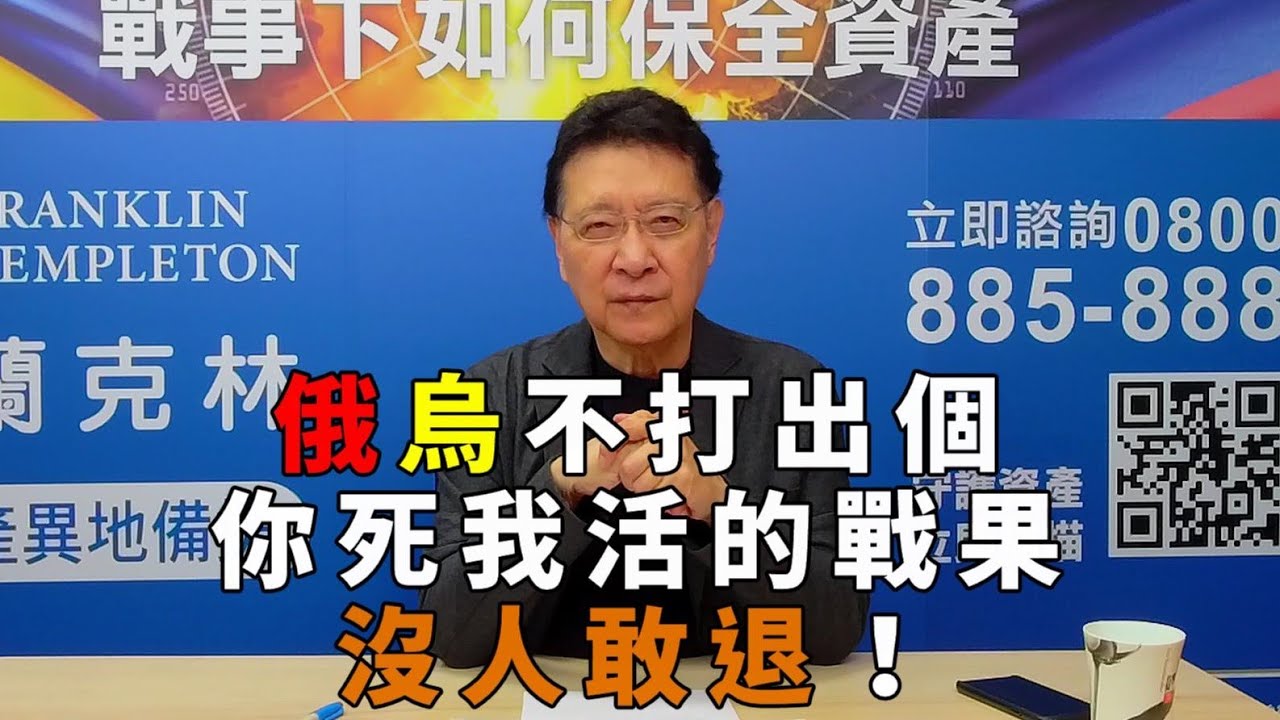 戰事下如何保全資產
250
110
RANKLIN
EMPLETON
蘭克林
立即諮詢0800
885-888
俄烏不打出個
守護資產
產異地備
你死我活的戰果
沒人敢退！